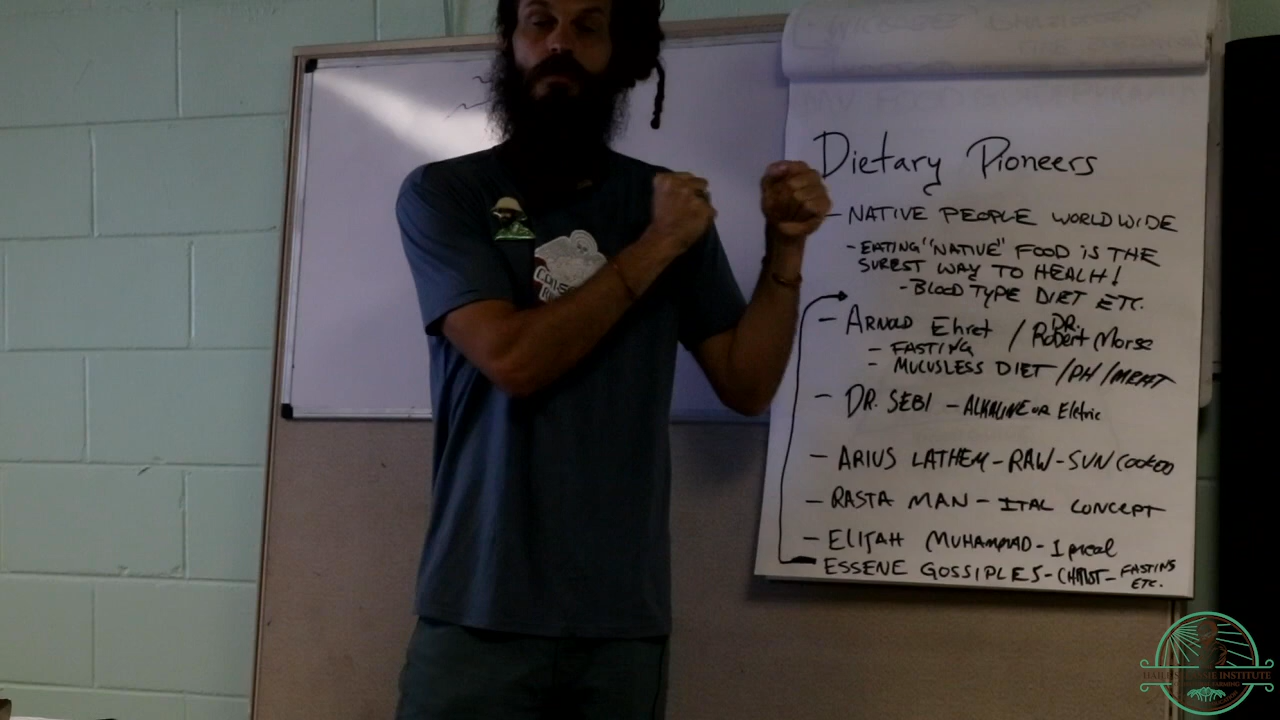 Dietary Pioneers
- NATIVE PEOPLE WORLDWIDE
- EATING "NATIVE" FOOD IS THE
SUREST WAY TO HEALH!
- BLOOD TYPE DIET ETC.
- ARNOLD Ehret / DR. Robert Morse
- FASTING
- MUCUSLESS DIET /PH /MEAT
- DR. SEBI - ALKALINE OR Eletric
- ARIUS LATHEM - RAW - SUN COOKED
- RASTA MAN - ITAL CONCEPT
- ELIJAH MUHAMMAD - 1 meal
ESSENE GOSSIPLES - CHRIST - FASTING
ETC.
INSTITUTE